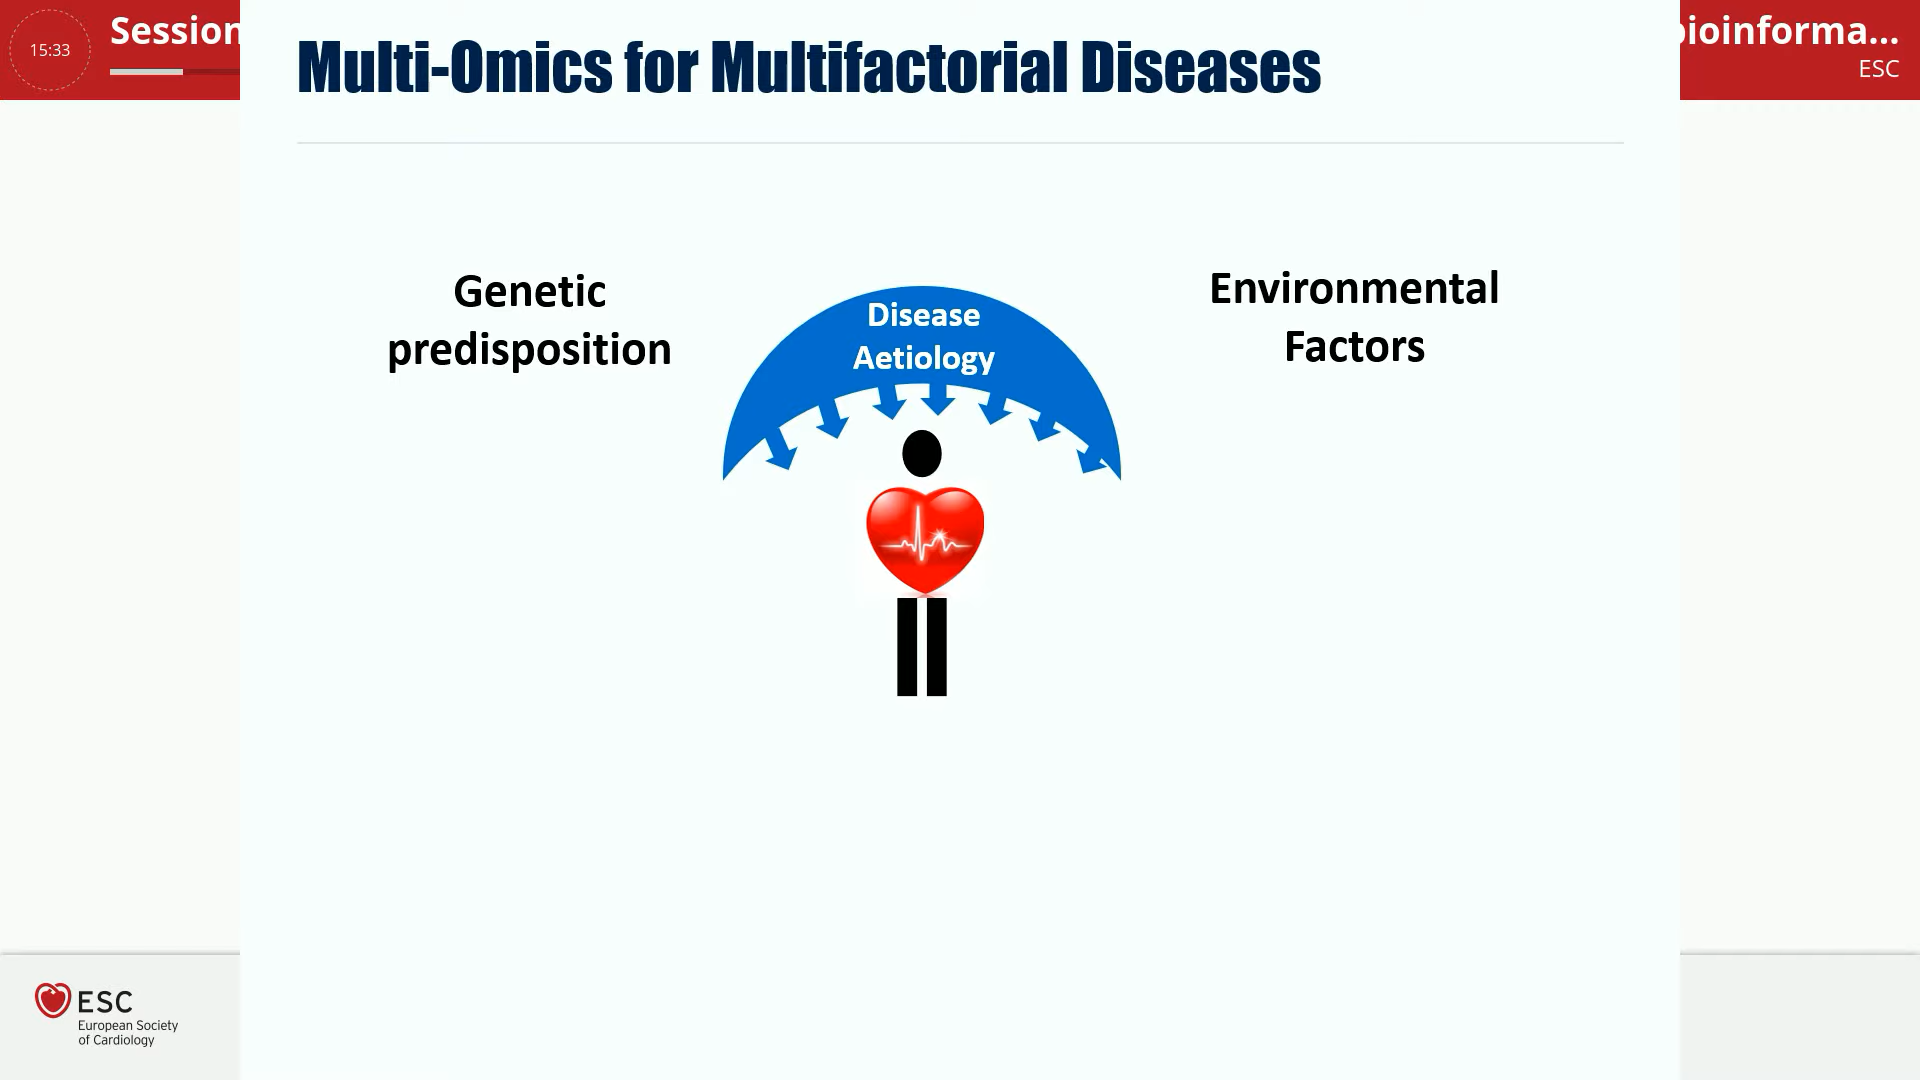 15:33
Session
Multi-Omics for Multifactorial Diseases
bioinforma...
ESC
Genetic
predisposition
Disease
Aetiology
Environmental
Factors
ESC
European Society
of Cardiology